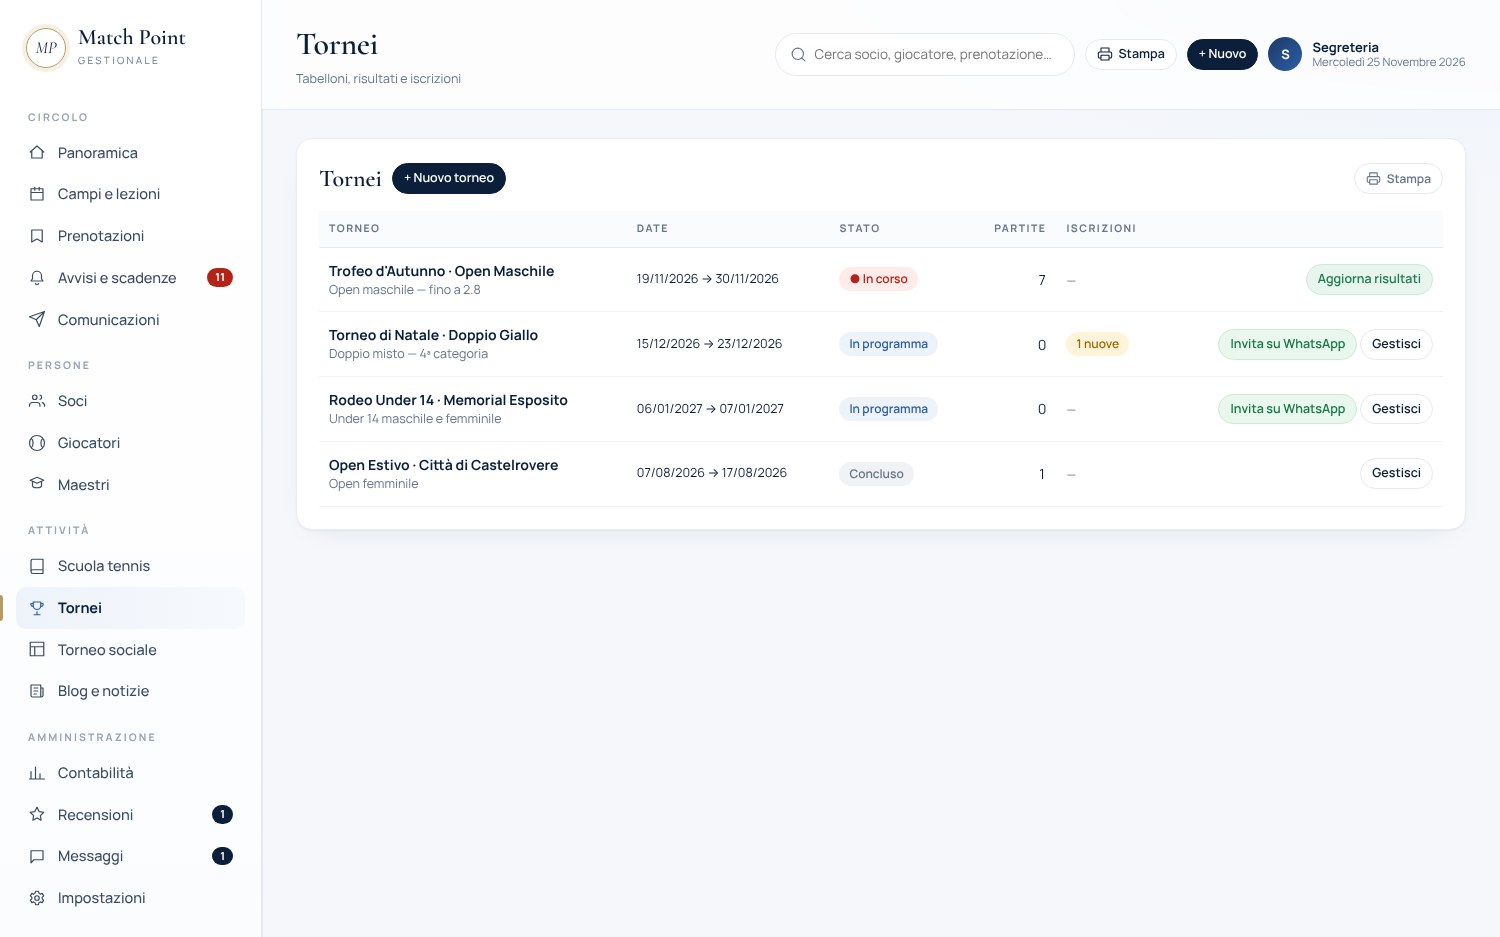 MP
Match Point
GESTIONALE
CIRCOLO
Panoramica
Campi e lezioni
Prenotazioni
Avvisi e scadenze 11
Comunicazioni
PERSONE
Soci
Giocatori
Maestri
ATTIVITÀ
Scuola tennis
Tornei
Torneo sociale
Blog e notizie
AMMINISTRAZIONE
Contabilità
Recensioni 1
Messaggi 1
Impostazioni
Tornei
Tabelloni, risultati e iscrizioni
Cerca socio, giocatore, prenotazione...
Stampa
+ Nuovo
S
Segreteria
Mercoledì 25 Novembre 2026
Tornei
+ Nuovo torneo
Stampa
TORNEO DATE STATO PARTITE ISCRIZIONI
Trofeo d'Autunno · Open Maschile
Open maschile — fino a 2.8
19/11/2026 → 30/11/2026
In corso
7
—
Aggiorna risultati
Torneo di Natale · Doppio Giallo
Doppio misto — 4ª categoria
15/12/2026 → 23/12/2026
In programma
0
1 nuove
Invita su WhatsApp
Gestisci
Rodeo Under 14 · Memorial Esposito
Under 14 maschile e femminile
06/01/2027 → 07/01/2027
In programma
0
—
Invita su WhatsApp
Gestisci
Open Estivo · Città di Castelrovere
Open femminile
07/08/2026 → 17/08/2026
Concluso
1
—
Gestisci